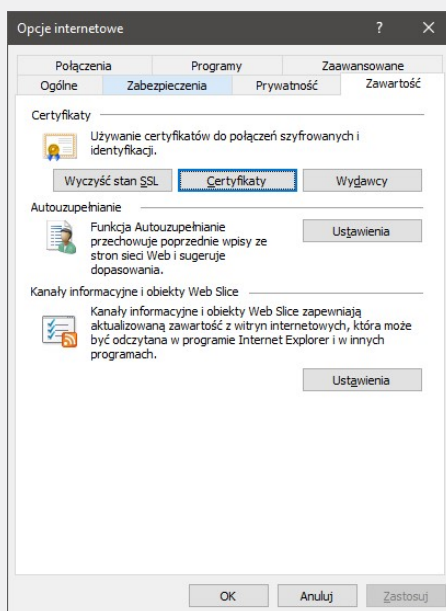 Opcje internetowe
Połączenia Programy Zaawansowane
Ogólne Zabezpieczenia Prywatność Zawartość
Certyfikaty
Używanie certyfikatów do połączeń szyfrowanych i
identyfikacji.
Wyczyść stan SSL Certyfikaty Wydawcy
Autouzupełnianie
Funkcja Autouzupełnianie
przechowuje poprzednie wpisy ze
stron sieci Web i sugeruje
dopasowania.
Ustawienia
Kanały informacyjne i obiekty Web Slice
Kanały informacyjne i obiekty Web Slice zapewniają
aktualizowaną zawartość z witryn internetowych, która może
być odczytana w programie Internet Explorer i w innych
programach.
Ustawienia
OK Anuluj Zastosuj